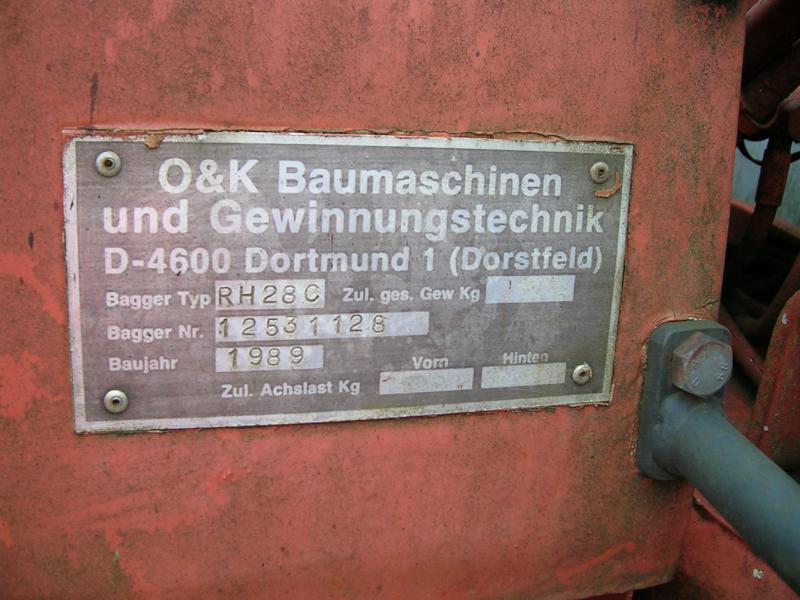 O&K Baumaschinen
und Gewinnungstechnik
D-4600 Dortmund 1 (Dorstfeld)
Bagger Typ RH28C Zul. ges. Gew Kg
Bagger Nr. 12531128
Baujahr 1989 Vorn Hinten
Zul. Achslast Kg